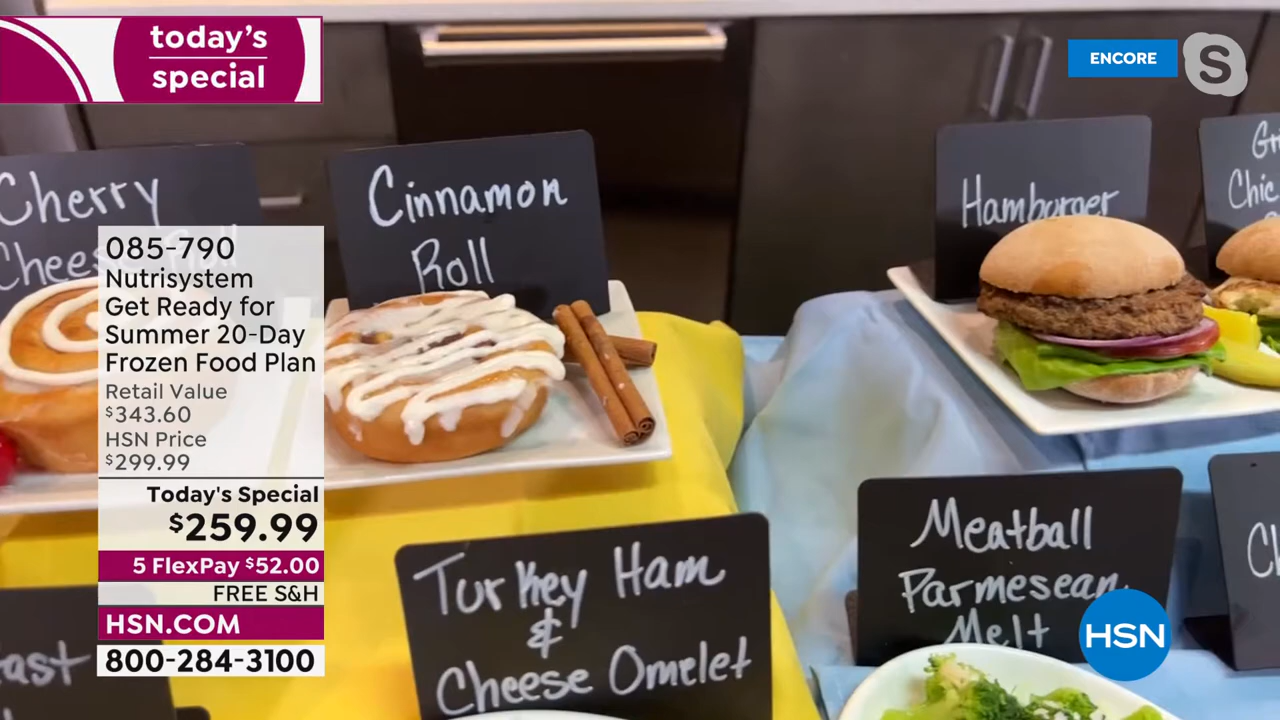 today's
special
ENCORE
S
Cherry
Cheese
Cinnamon
Roll
Hamburger
Chic
085-790
Nutrisystem
Get Ready for
Summer 20-Day
Frozen Food Plan
Retail Value
$343.60
HSN Price
$299.99
Today's Special
$259.99
5 FlexPay $52.00
FREE S&H
HSN.COM
800-284-3100
Turkey Ham
&
Cheese Omelet
Meatball
Parmesean
Melt
HSN